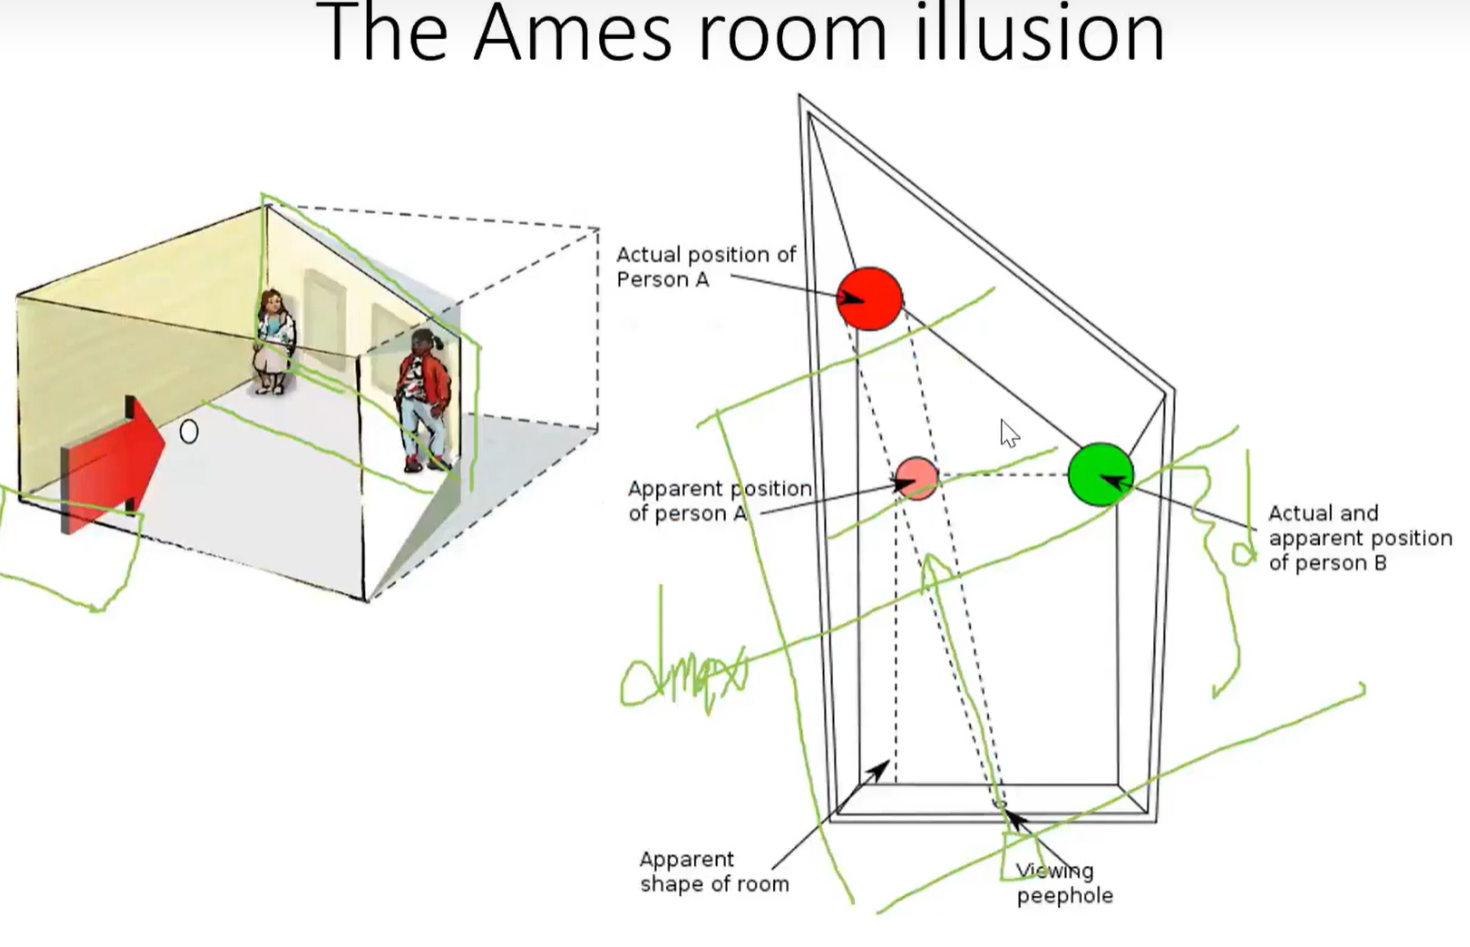 The Ames room illusion
Actual position of
Person A
Apparent position
of person A
Actual and
apparent position
of person B
d
dmax
O
Apparent
shape of room
Viewing
peephole